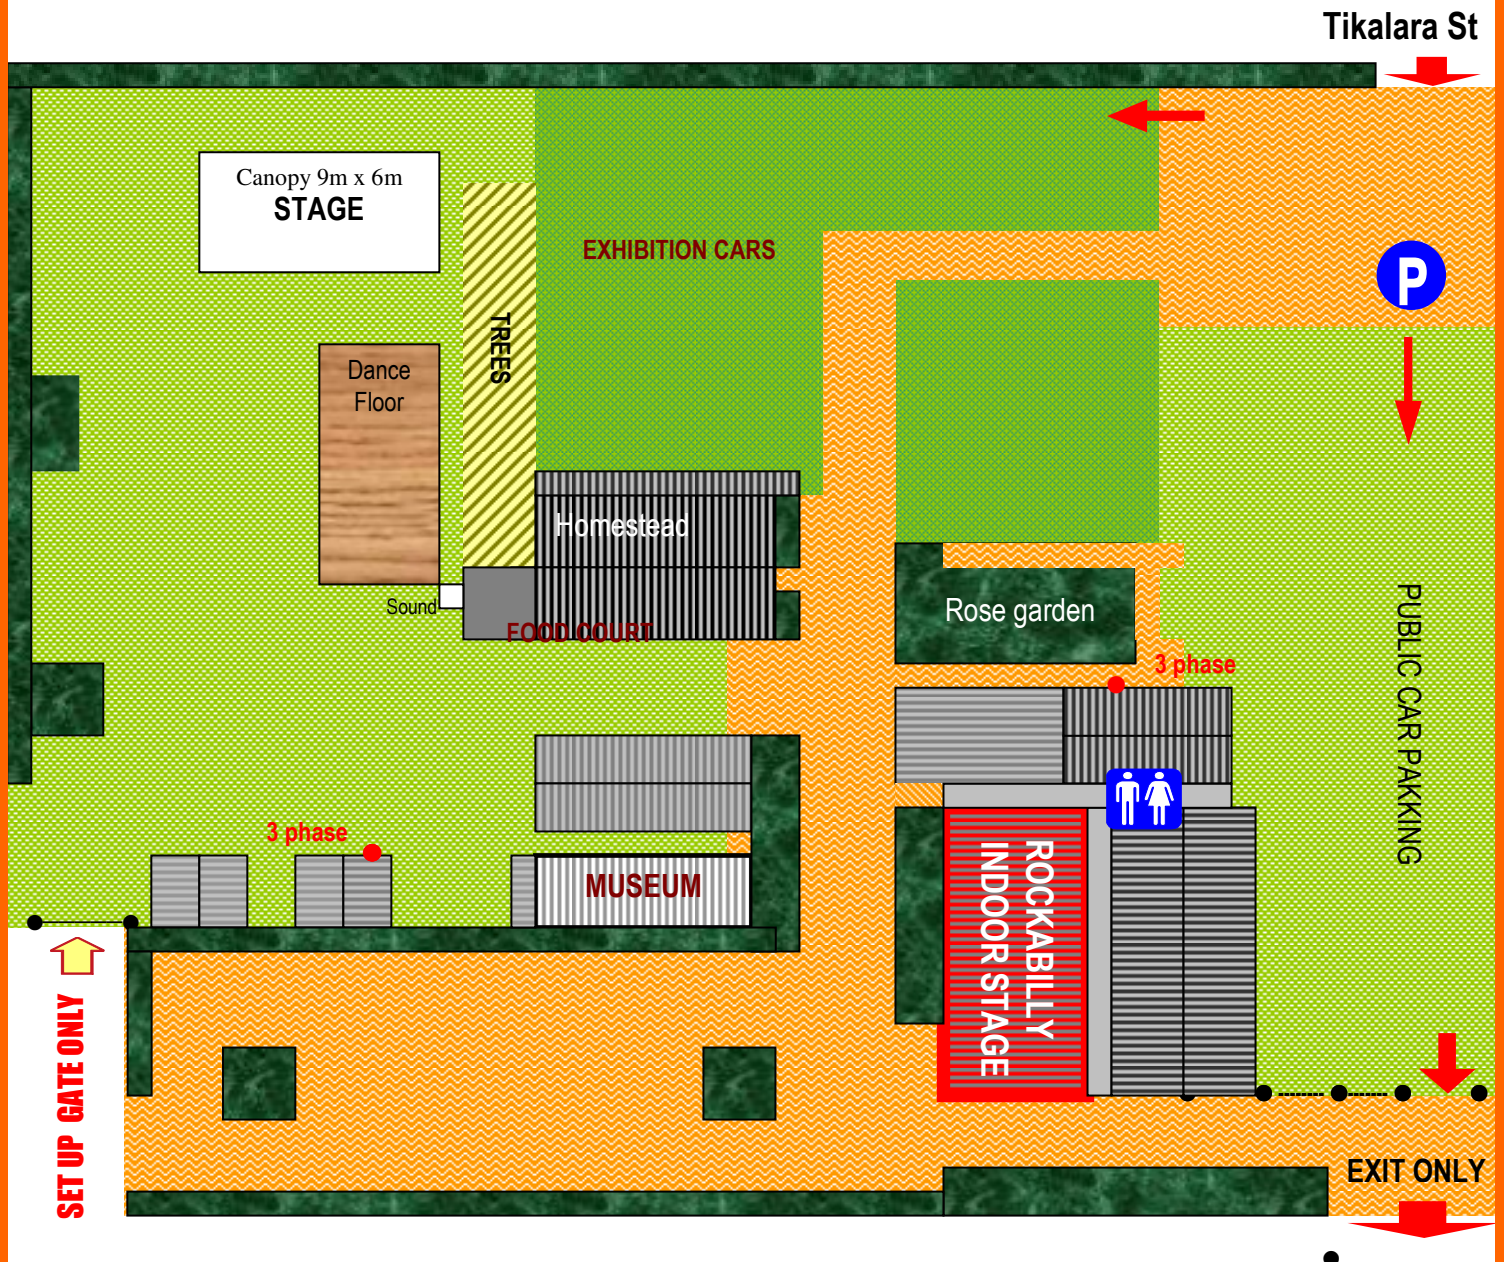 Tikalara St
Canopy 9m x 6m
STAGE
EXHIBITION CARS
P
TREES
Dance
Floor
Homestead
Sound
FOOD COURT
Rose garden
3 phase
PUBLIC CAR PAKKING
3 phase
MUSEUM
ROCKABILLY
INDOOR STAGE
SET UP GATE ONLY
EXIT ONLY